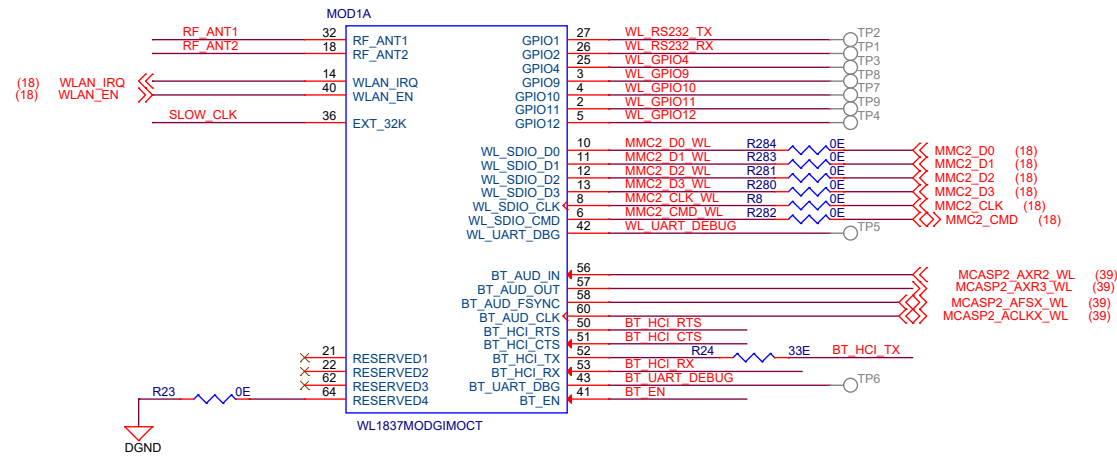 MOD1A
RF_ANT1 32 RF_ANT1 GPIO1 27 WL_RS232_TX TP2
RF_ANT2 18 RF_ANT2 GPIO2 26 WL_RS232_RX TP1
GPIO4 25 WL_GPIO4 TP3
(18) WLAN_IRQ 14 WLAN_IRQ GPIO9 3 WL_GPIO9 TP8
(18) WLAN_EN 40 WLAN_EN GPIO10 4 WL_GPIO10 TP7
GPIO11 2 WL_GPIO11 TP9
SLOW_CLK 36 EXT_32K GPIO12 5 WL_GPIO12 TP4
WL_SDIO_D0 10 MMC2_D0_WL R284 0E MMC2_D0 (18)
WL_SDIO_D1 11 MMC2_D1_WL R283 0E MMC2_D1 (18)
WL_SDIO_D2 12 MMC2_D2_WL R281 0E MMC2_D2 (18)
WL_SDIO_D3 13 MMC2_D3_WL R280 0E MMC2_D3 (18)
WL_SDIO_CLK 8 MMC2_CLK_WL R8 0E MMC2_CLK (18)
WL_SDIO_CMD 6 MMC2_CMD_WL R282 0E MMC2_CMD (18)
WL_UART_DBG 42 WL_UART_DEBUG TP5
BT_AUD_IN 56 MCASP2_AXR2_WL (39)
BT_AUD_OUT 57 MCASP2_AXR3_WL (39)
BT_AUD_FSYNC 58 MCASP2_AFSX_WL (39)
BT_AUD_CLK 60 MCASP2_ACLKX_WL (39)
BT_HCI_RTS 50 BT_HCI_RTS
BT_HCI_CTS 51 BT_HCI_CTS
21 RESERVED1 BT_HCI_TX 52 R24 33E BT_HCI_TX
22 RESERVED2 BT_HCI_RX 53 BT_HCI_RX
62 RESERVED3 BT_UART_DBG 43 BT_UART_DEBUG TP6
R23 0E 64 RESERVED4 BT_EN 41 BT_EN
WL1837MODGIMOCT
DGND